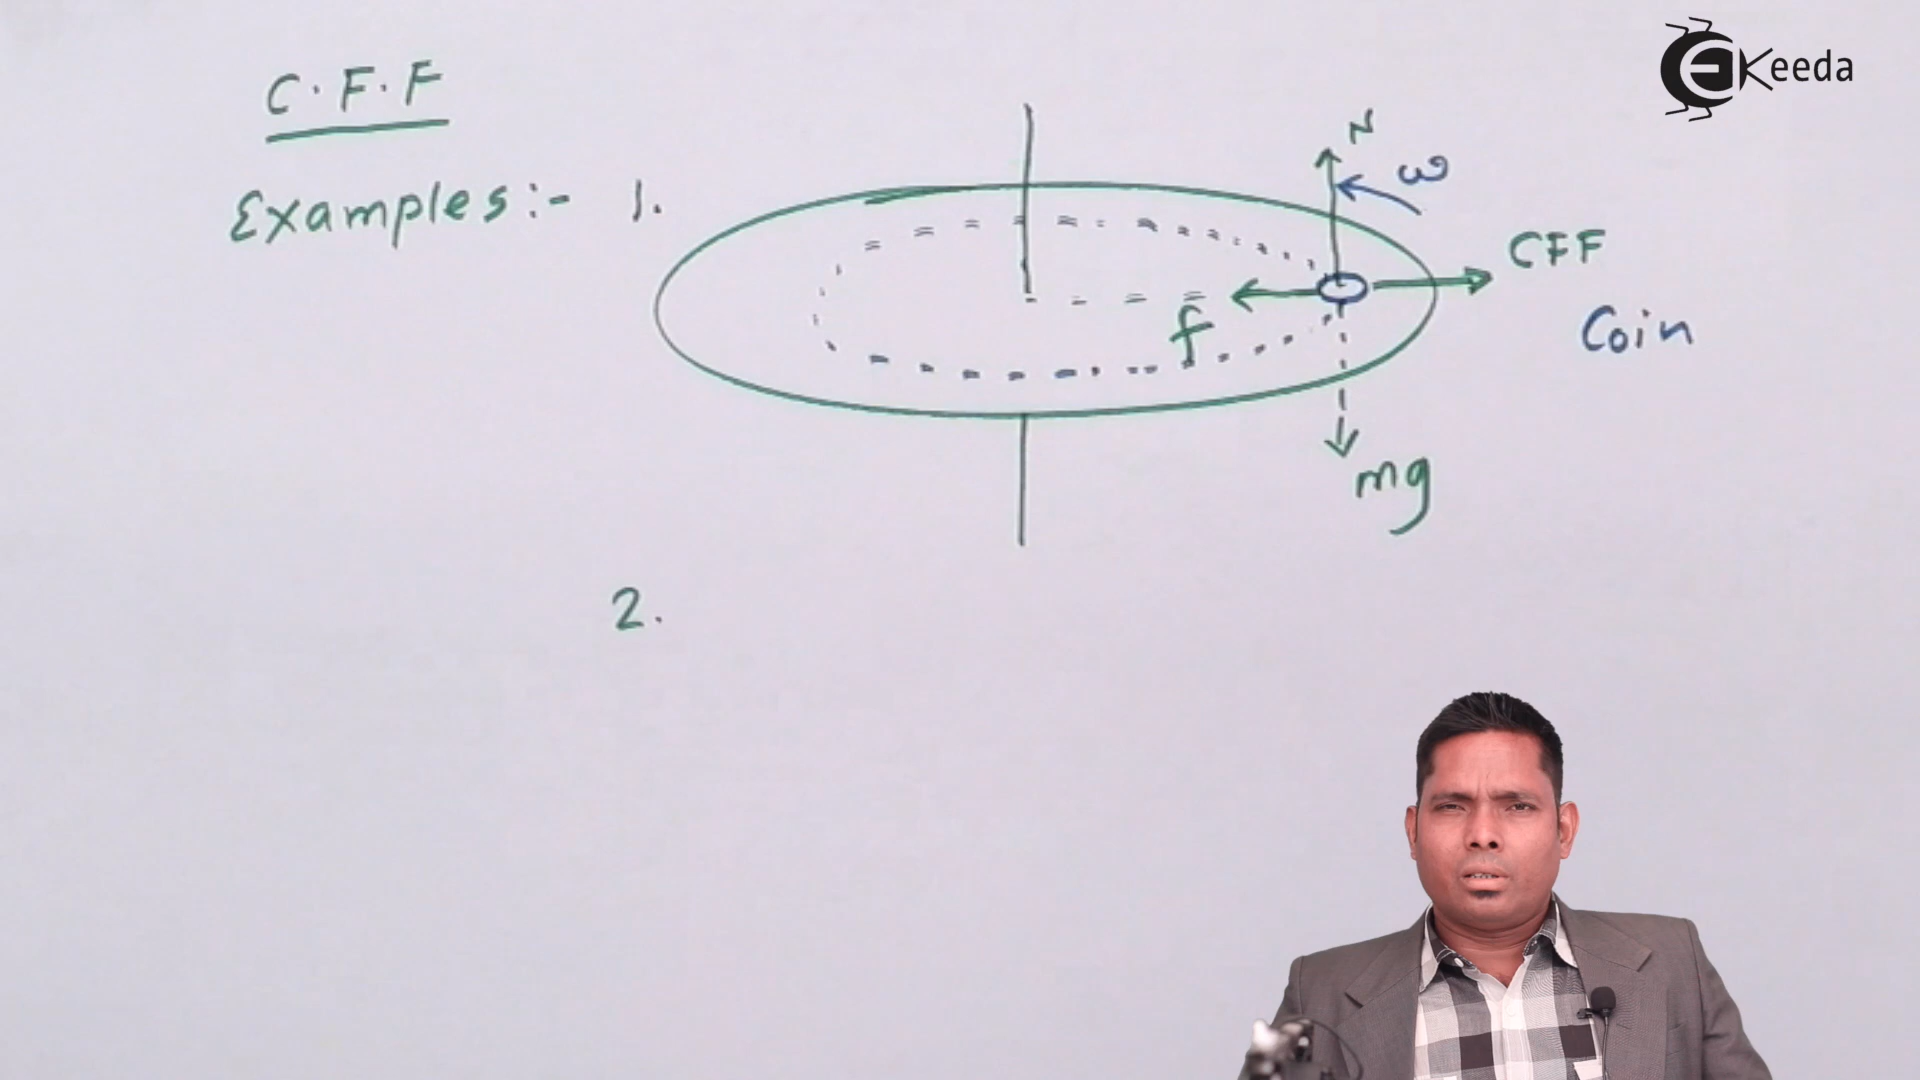 C.F.F
EKeeda
Examples:- 1.
N
ω
CFF
Coin
f
mg
2.